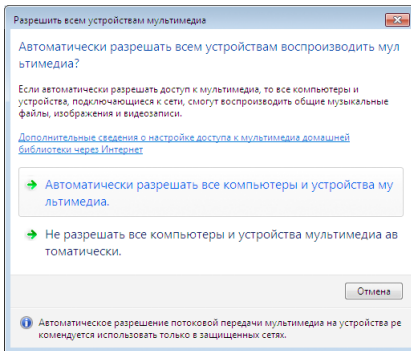 Разрешить всем устройствам мультимедиа
Автоматически разрешать всем устройствам воспроизводить мул
ьтимедиа?
Если автоматически разрешать доступ к мультимедиа, то все компьютеры и
устройства, подключающиеся к сети, смогут воспроизводить общие музыкальные
файлы, изображения и видеозаписи.
Дополнительные сведения о настройке доступа к мультимедиа домашней
библиотеки через Интернет
Автоматически разрешать все компьютеры и устройства му
льтимедиа.
Не разрешать все компьютеры и устройства мультимедиа ав
томатически.
Отмена
Автоматическое разрешение потоковой передачи мультимедиа на устройства ре
комендуется использовать только в защищенных сетях.